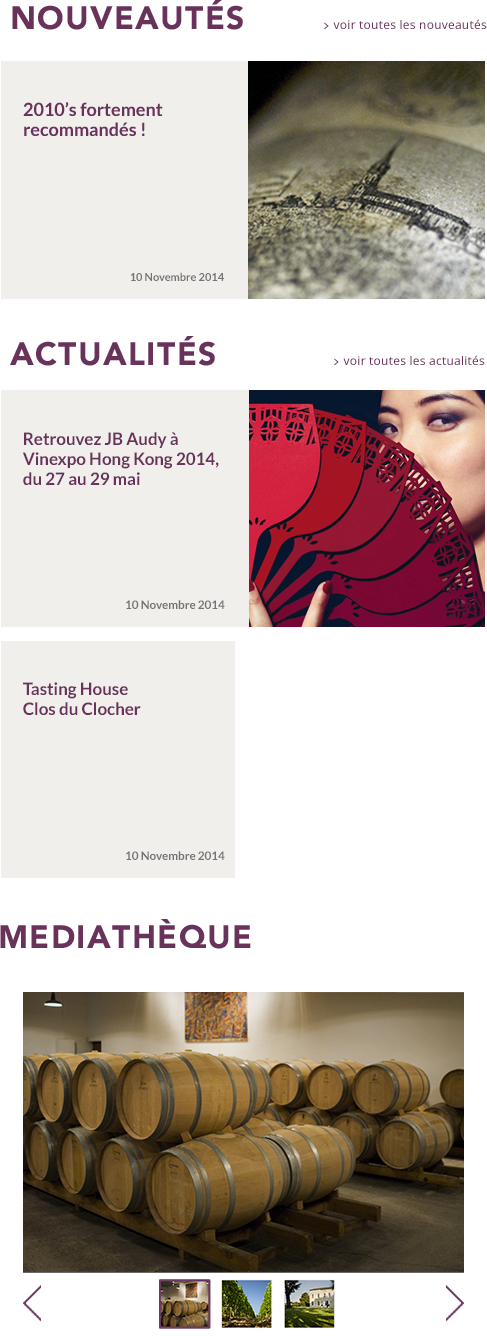 NOUVEAUTÉS
> voir toutes les nouveautés
2010’s fortement
recommandés !
10 Novembre 2014
ACTUALITÉS
> voir toutes les actualités
Retrouvez JB Audy à
Vinexpo Hong Kong 2014,
du 27 au 29 mai
10 Novembre 2014
Tasting House
Clos du Clocher
10 Novembre 2014
MEDIATHÈQUE